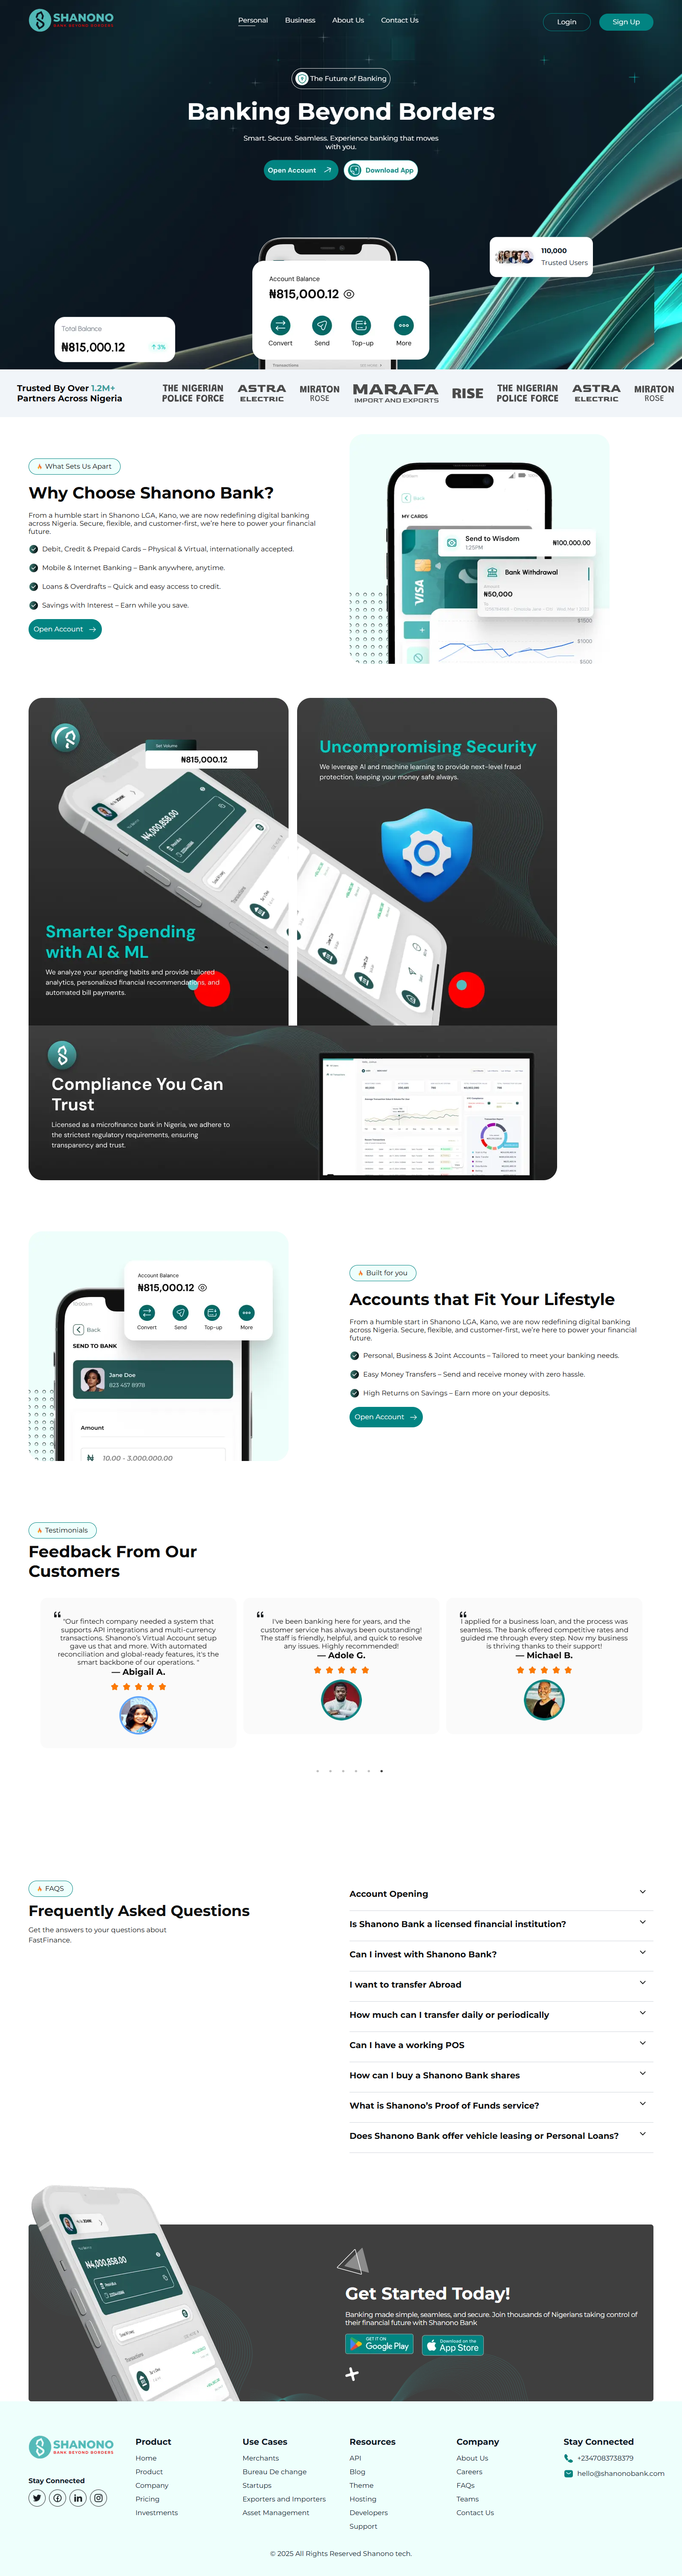 SHANONO
BANK BEYOND BORDERS
Personal
Business
About Us
Contact Us
Login
Sign Up
The Future of Banking
Banking Beyond Borders
Smart. Secure. Seamless. Experience banking that moves
with you.
Open Account
Download App
110,000
Trusted Users
Account Balance
₦815,000.12
Convert
Send
Top-up
More
Transactions
Total Balance
₦815,000.12
3%
Trusted By Over 1.2M+
Partners Across Nigeria
THE NIGERIAN
POLICE FORCE
ASTRA
ELECTRIC
MIRATON
ROSE
MARAFA
IMPORT AND EXPORTS
RISE
THE NIGERIAN
POLICE FORCE
ASTRA
ELECTRIC
MIRATON
ROSE
What Sets Us Apart
Why Choose Shanono Bank?
From a humble start in Shanono LGA, Kano, we are now redefining digital banking
across Nigeria. Secure, flexible, and customer-first, we're here to power your financial
future.
Debit, Credit & Prepaid Cards – Physical & Virtual, internationally accepted.
Mobile & Internet Banking – Bank anywhere, anytime.
Loans & Overdrafts – Quick and easy access to credit.
Savings with Interest – Earn while you save.
Open Account
Back
MY CARDS
Send to Wisdom
1:25PM
₦100,000.00
Bank Withdrawal
Amount
₦50,000
VISA
$1500
$1000
$500
Set Volume
₦815,000.12
₦4,000,858.00
Transactions
Smarter Spending
with AI & ML
We analyze your spending habits and provide tailored
analytics, personalized financial recommendations, and
automated bill payments.
Uncompromising Security
We leverage AI and machine learning to provide next-level fraud
protection, keeping your money safe always.
Compliance You Can
Trust
Licensed as a microfinance bank in Nigeria, we adhere to
the strictest regulatory requirements, ensuring
transparency and trust.
Account Balance
₦815,000.12
Convert
Send
Top-up
More
Back
SEND TO BANK
Jane Doe
823 457 8978
Amount
₦
10.00 - 3,000,000.00
Built for you
Accounts that Fit Your Lifestyle
From a humble start in Shanono LGA, Kano, we are now redefining digital banking
across Nigeria. Secure, flexible, and customer-first, we're here to power your financial
future.
Personal, Business & Joint Accounts – Tailored to meet your banking needs.
Easy Money Transfers – Send and receive money with zero hassle.
High Returns on Savings – Earn more on your deposits.
Open Account
Testimonials
Feedback From Our
Customers
"Our fintech company needed a system that
supports API integrations and multi-currency
transactions. Shanono's Virtual Account setup
gave us that and more. With automated
reconciliation and global-ready features, it's the
smart backbone of our operations. "
— Abigail A.
I've been banking here for years, and the
customer service has always been outstanding!
The staff is friendly, helpful, and quick to resolve
any issues. Highly recommended!
— Adole G.
I applied for a business loan, and the process was
seamless. The bank offered competitive rates and
guided me through every step. Now my business
is thriving thanks to their support!
— Michael B.
FAQS
Frequently Asked Questions
Get the answers to your questions about
FastFinance.
Account Opening
Is Shanono Bank a licensed financial institution?
Can I invest with Shanono Bank?
I want to transfer Abroad
How much can I transfer daily or periodically
Can I have a working POS
How can I buy a Shanono Bank shares
What is Shanono's Proof of Funds service?
Does Shanono Bank offer vehicle leasing or Personal Loans?
₦4,000,858.00
Get Started Today!
Banking made simple, seamless, and secure. Join thousands of Nigerians taking control of
their financial future with Shanono Bank
GET IT ON
Google Play
Download on the
App Store
SHANONO
BANK BEYOND BORDERS
Stay Connected
Product
Home
Product
Company
Pricing
Investments
Use Cases
Merchants
Bureau De change
Startups
Exporters and Importers
Asset Management
Resources
API
Blog
Theme
Hosting
Developers
Support
Company
About Us
Careers
FAQs
Teams
Contact Us
Stay Connected
+2347083738379
hello@shanonobank.com
© 2025 All Rights Reserved Shanono tech.